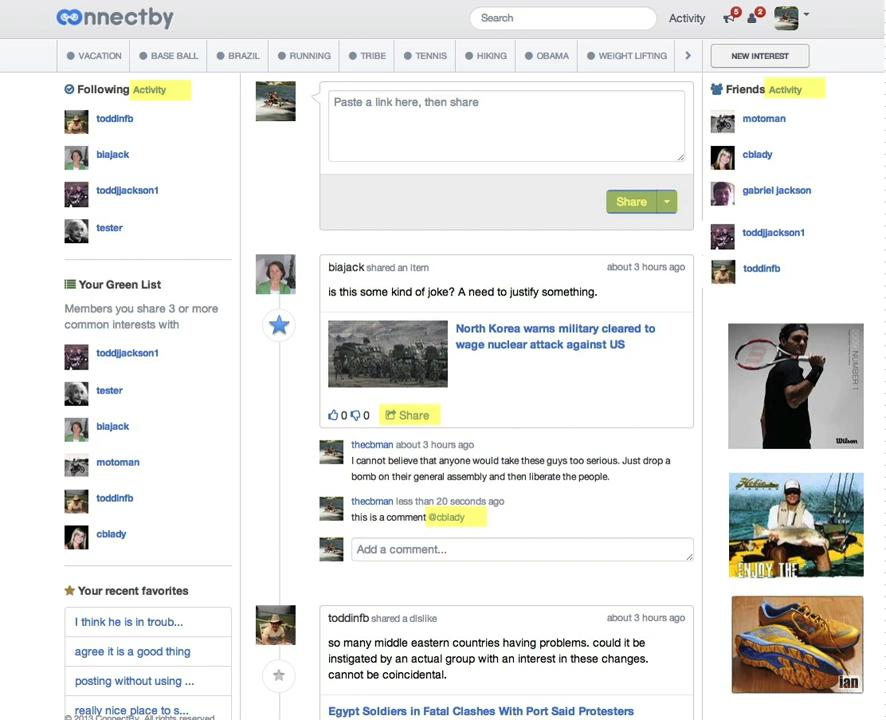 nnectby
Search
Activity
5
2
VACATION
BASE BALL
BRAZIL
RUNNING
TRIBE
TENNIS
HIKING
OBAMA
WEIGHT LIFTING
NEW INTEREST
Following Activity
toddinfb
biajack
toddjjackson1
tester
Your Green List
Members you share 3 or more
common interests with
toddjjackson1
tester
biajack
motoman
toddinfb
cblady
Your recent favorites
I think he is in troub...
agree it is a good thing
posting without using ...
really nice place to s...
© 2013 ConnectBy. All rights reserved
Paste a link here, then share
Share
biajack shared an item
about 3 hours ago
is this some kind of joke? A need to justify something.
North Korea warns military cleared to
wage nuclear attack against US
0 0 Share
thecbman about 3 hours ago
I cannot believe that anyone would take these guys too serious. Just drop a
bomb on their general assembly and then liberate the people.
thecbman less than 20 seconds ago
this is a comment @cblady
Add a comment...
toddinfb shared a dislike
about 3 hours ago
so many middle eastern countries having problems. could it be
instigated by an actual group with an interest in these changes.
cannot be coincidental.
Egypt Soldiers in Fatal Clashes With Port Said Protesters
Friends Activity
motoman
cblady
gabriel jackson
toddjjackson1
toddinfb
NUMBER 1
Wilson
Hobie
ENJOY THE
ian